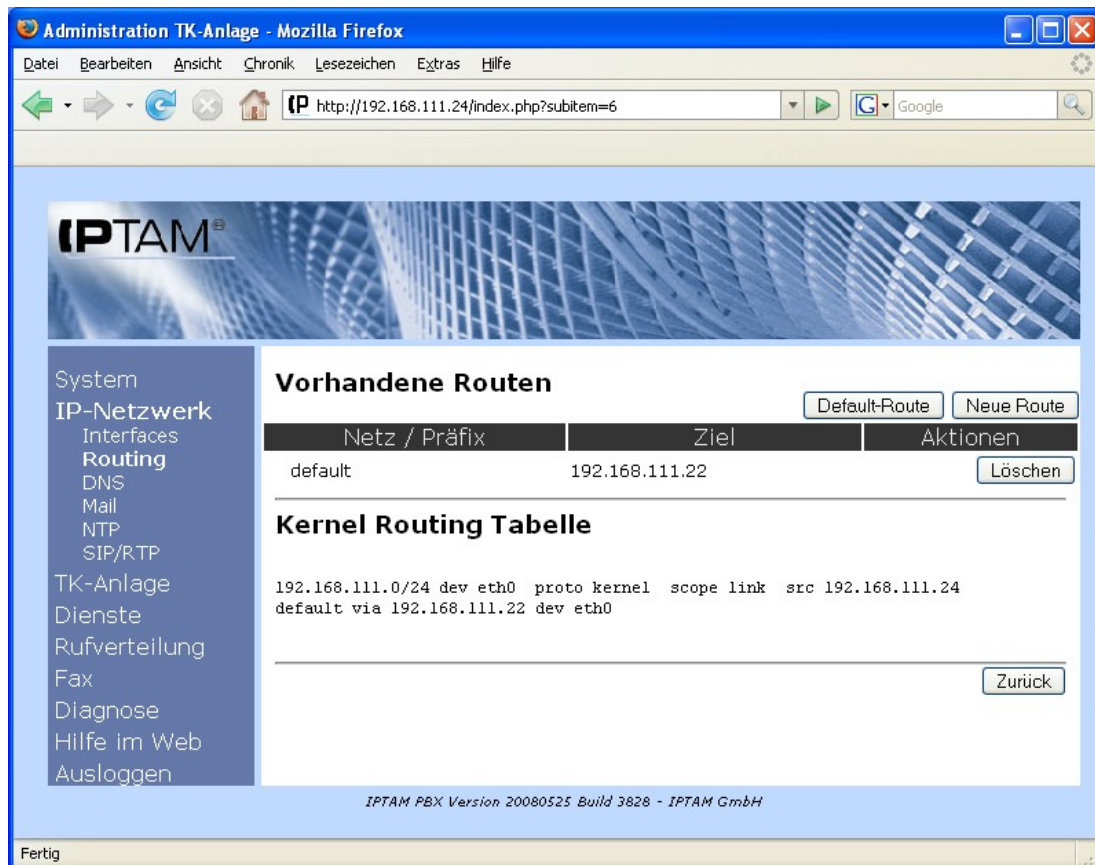 Administration TK-Anlage - Mozilla Firefox
Datei Bearbeiten Ansicht Chronik Lesezeichen Extras Hilfe
http://192.168.111.24/index.php?subitem=6
Google
IPTAM®
System
IP-Netzwerk
Interfaces
Routing
DNS
Mail
NTP
SIP/RTP
TK-Anlage
Dienste
Rufverteilung
Fax
Diagnose
Hilfe im Web
Ausloggen
Vorhandene Routen
Default-Route Neue Route
Netz / Präfix Ziel Aktionen
default 192.168.111.22 Löschen
Kernel Routing Tabelle
192.168.111.0/24 dev eth0 proto kernel scope link src 192.168.111.24
default via 192.168.111.22 dev eth0
Zurück
IPTAM PBX Version 20080525 Build 3828 - IPTAM GmbH
Fertig